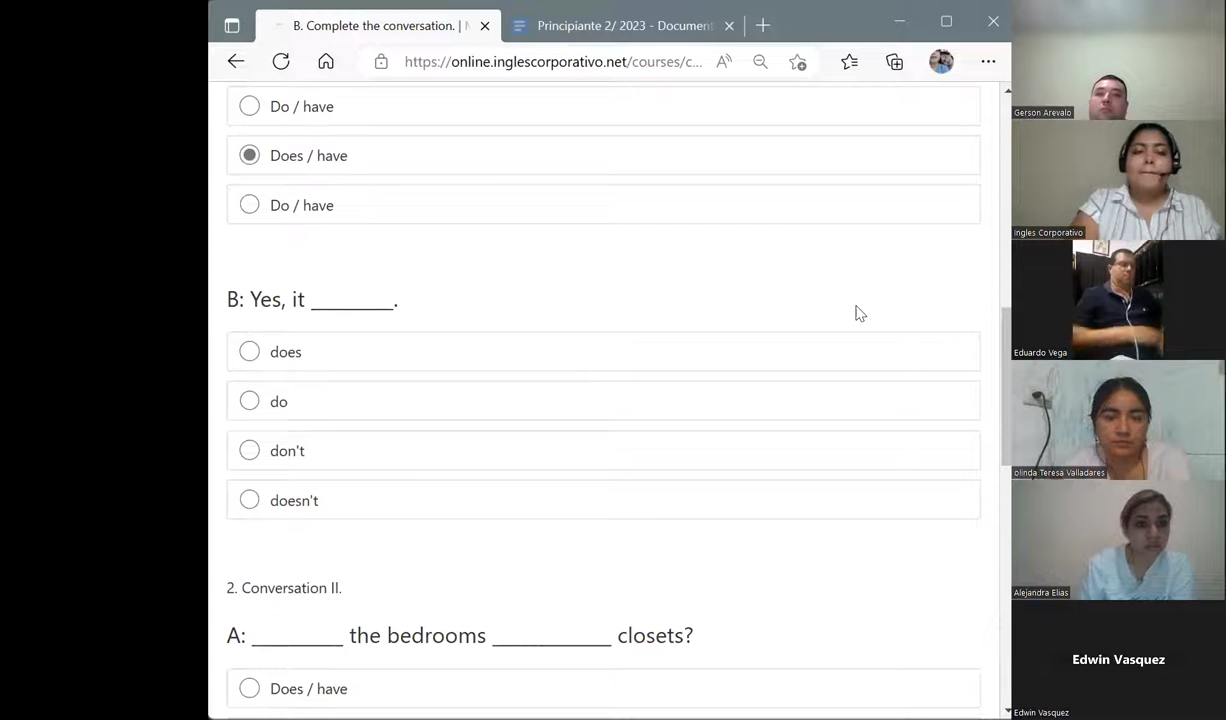 B. Complete the conversation. | 
Principiante 2/ 2023 - Document
https://online.inglescorporativo.net/courses/c...
Do / have
Does / have
Do / have
B: Yes, it ________.
does
do
don't
doesn't
2. Conversation II.
A: _________ the bedrooms ____________ closets?
Does / have
Gerson Arevalo
Ingles Corporativo
Eduardo Vega
olinda Teresa Valladares
Alejandra Elias
Edwin Vasquez
Edwin Vasquez